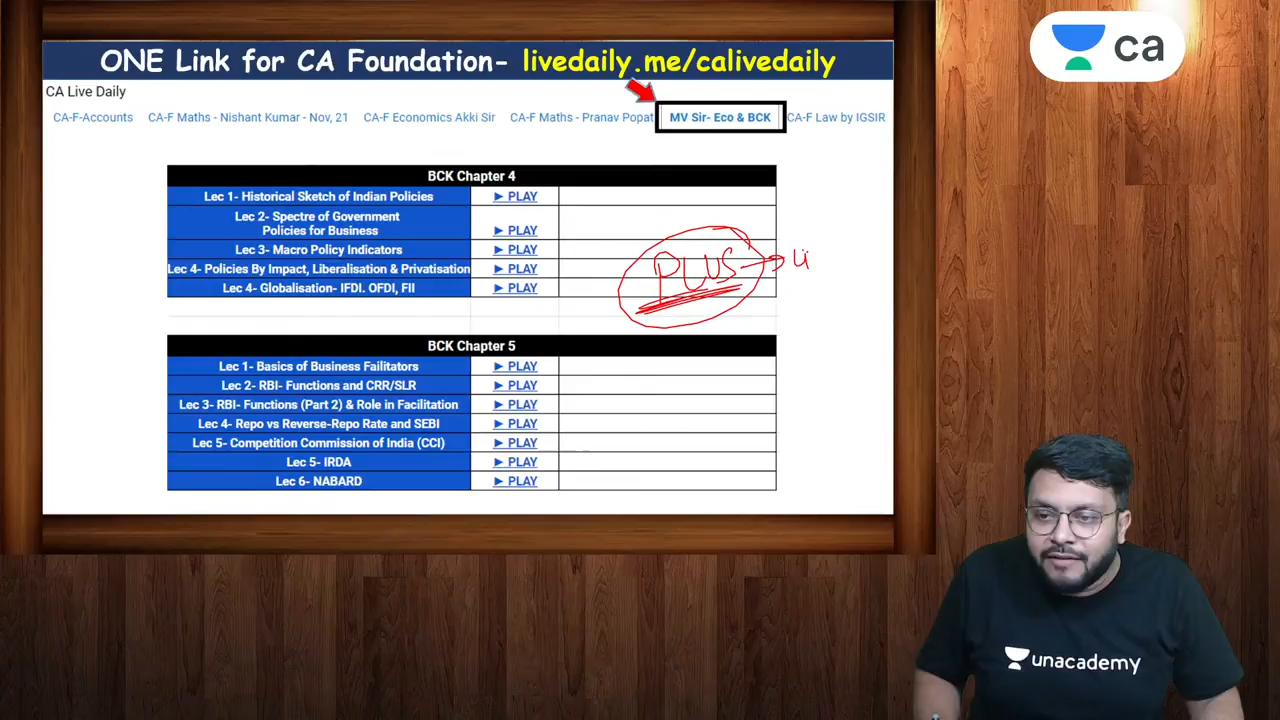 ONE Link for CA Foundation- livedaily.me/calivedaily
ca
CA Live Daily
CA-F-Accounts CA-F Maths - Nishant Kumar - Nov, 21 CA-F Economics Akki Sir CA-F Maths - Pranav Popat MV Sir- Eco & BCK CA-F Law by IGSIR
BCK Chapter 4
Lec 1- Historical Sketch of Indian Policies ► PLAY
Lec 2- Spectre of Government
Policies for Business ► PLAY
Lec 3- Macro Policy Indicators ► PLAY
Lec 4- Policies By Impact, Liberalisation & Privatisation ► PLAY
Lec 4- Globalisation- IFDI. OFDI, FII ► PLAY
PLUS
BCK Chapter 5
Lec 1- Basics of Business Failitators ► PLAY
Lec 2- RBI- Functions and CRR/SLR ► PLAY
Lec 3- RBI- Functions (Part 2) & Role in Facilitation ► PLAY
Lec 4- Repo vs Reverse-Repo Rate and SEBI ► PLAY
Lec 5- Competition Commission of India (CCI) ► PLAY
Lec 5- IRDA ► PLAY
Lec 6- NABARD ► PLAY
unacademy